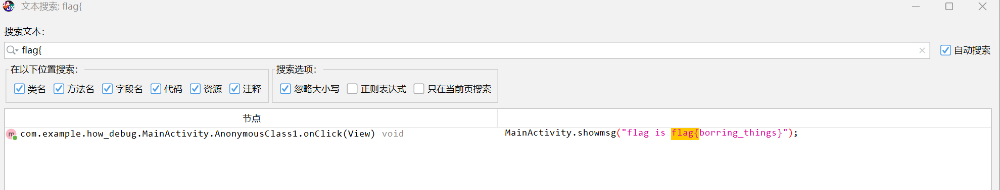 文本搜索: flag{
搜索文本：
flag{
自动搜索
在以下位置搜索：
类名 方法名 字段名 代码 资源 注释
搜索选项：
忽略大小写 正则表达式 只在当前页搜索
节点
com.example.how_debug.MainActivity.AnonymousClass1.onClick(View) void MainActivity.showmsg("flag is flag{borring_things}");